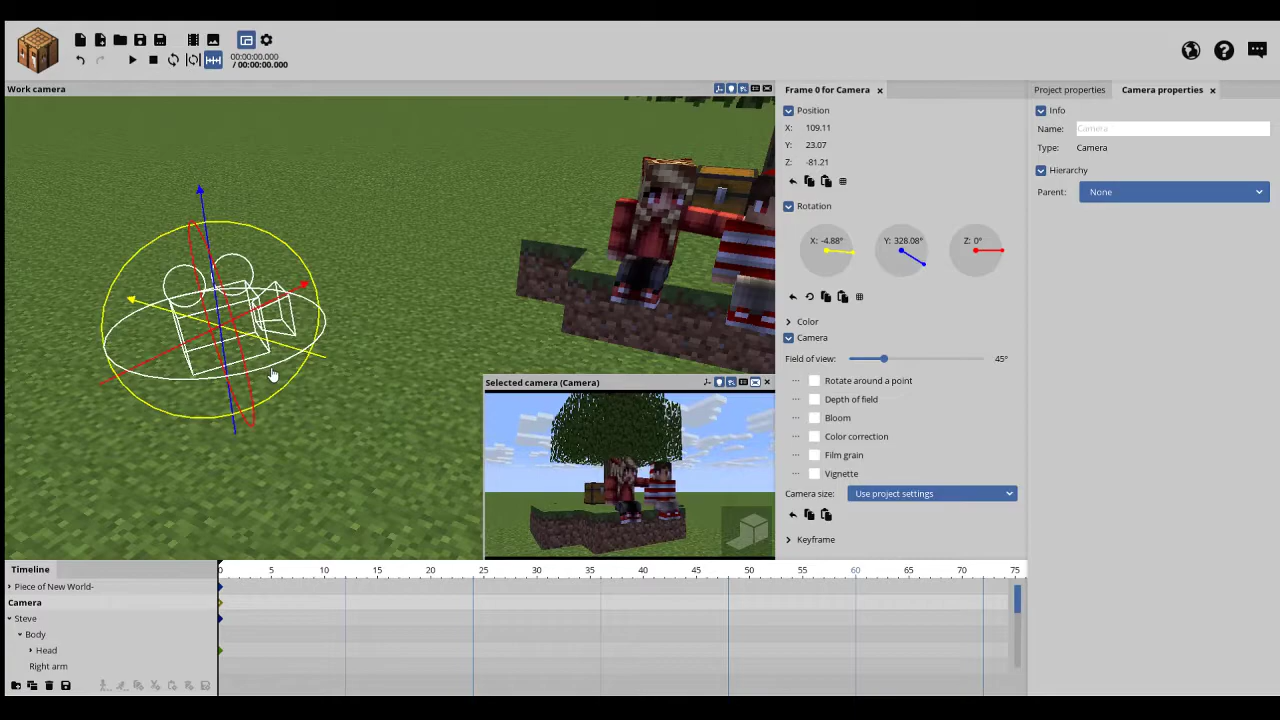 00:00:00.000
/ 00:00:00.000
Work camera
Frame 0 for Camera
Position
X: 109.11
Y: 23.07
Z: -81.21
Rotation
X: -4.88° Y: 328.08° Z: 0°
Color
Camera
Field of view: 45°
Rotate around a point
Depth of field
Bloom
Color correction
Film grain
Vignette
Camera size: Use project settings
Keyframe
Project properties Camera properties
Info
Name: Camera
Type: Camera
Hierarchy
Parent: None
Selected camera (Camera)
Timeline
0 5 10 15 20 25 30 35 40 45 50 55 60 65 70 75
Piece of New World-
Camera
Steve
Body
Head
Right arm